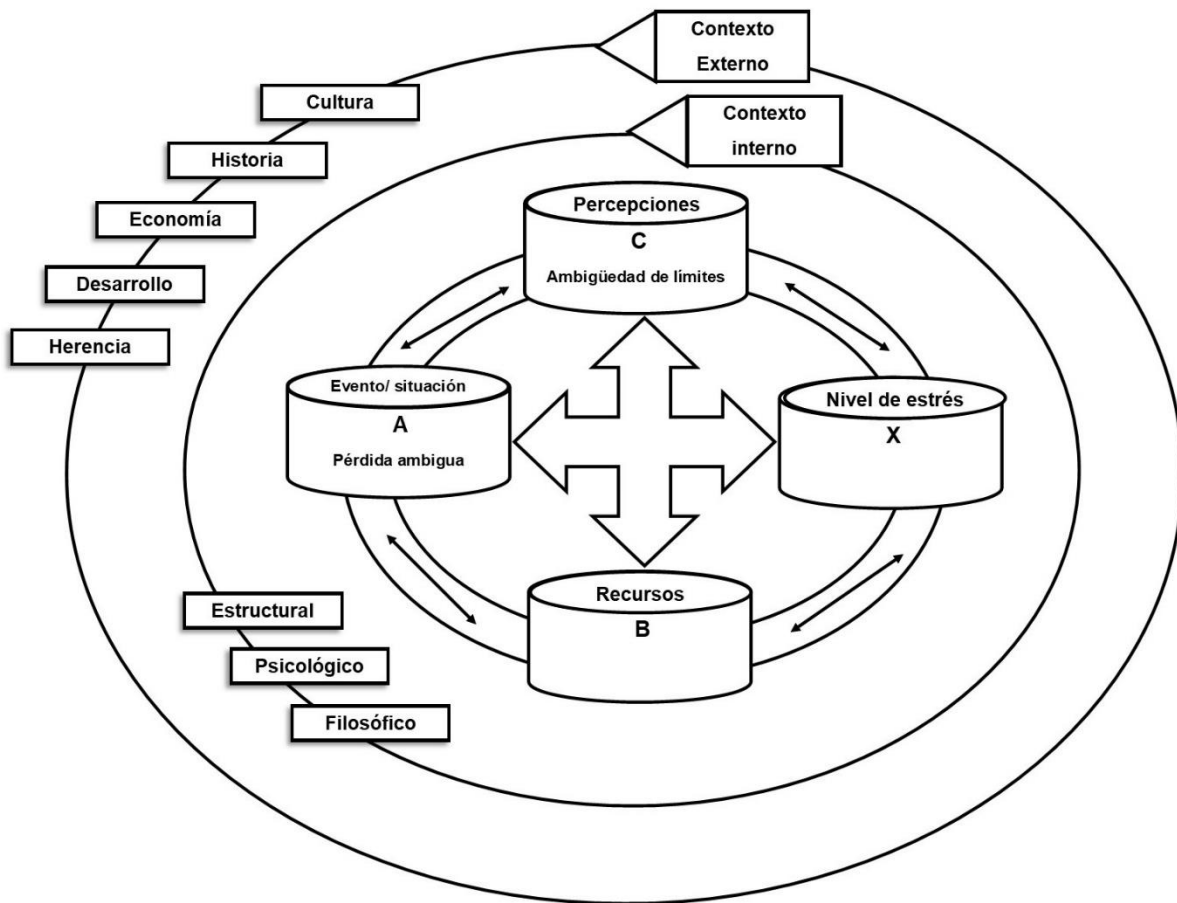 Contexto
Externo
Cultura
Contexto
interno
Historia
Percepciones
Economía
C
Desarrollo
Ambigüedad de límites
Herencia
Evento/ situación
Nivel de estrés
A
X
Pérdida ambigua
Recursos
Estructural
B
Psicológico
Filosófico